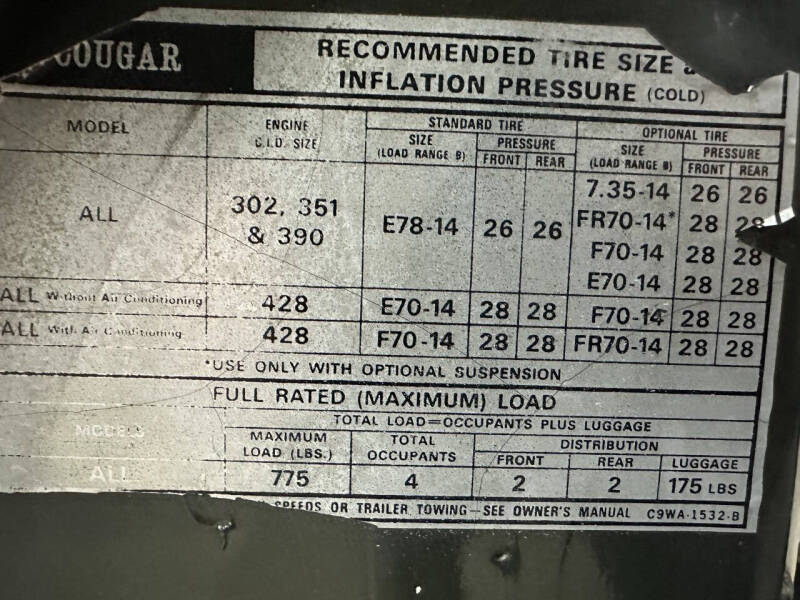 COUGAR
RECOMMENDED TIRE SIZE &
INFLATION PRESSURE (COLD)
MODEL
ENGINE
C.I.D. SIZE
STANDARD TIRE
OPTIONAL TIRE
SIZE
(LOAD RANGE B)
PRESSURE
FRONT REAR
SIZE
(LOAD RANGE B)
PRESSURE
FRONT REAR
ALL
302, 351
& 390
E78-14 26 26
7.35-14 26 26
FR70-14* 28 28
F70-14 28 28
E70-14 28 28
ALL Without Air Conditioning 428 E70-14 28 28 F70-14 28 28
ALL With Air Conditioning 428 F70-14 28 28 FR70-14 28 28
*USE ONLY WITH OPTIONAL SUSPENSION
FULL RATED (MAXIMUM) LOAD
TOTAL LOAD=OCCUPANTS PLUS LUGGAGE
MODELS
MAXIMUM
LOAD (LBS.)
TOTAL
OCCUPANTS
DISTRIBUTION
FRONT REAR LUGGAGE
ALL 775 4 2 2 175 LBS
SPEEDS OR TRAILER TOWING—SEE OWNER'S MANUAL C9WA-1532-B